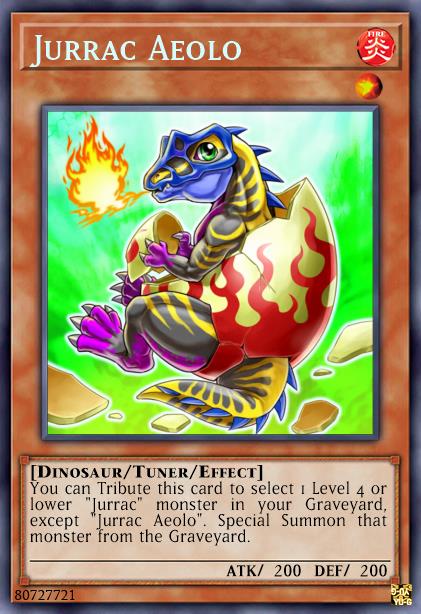 Jurrac Aeolo
FIRE
炎
[Dinosaur/Tuner/Effect]
You can Tribute this card to select 1 Level 4 or
lower "Jurrac" monster in your Graveyard,
except "Jurrac Aeolo". Special Summon that
monster from the Graveyard.
ATK/ 200 DEF/ 200
80727721